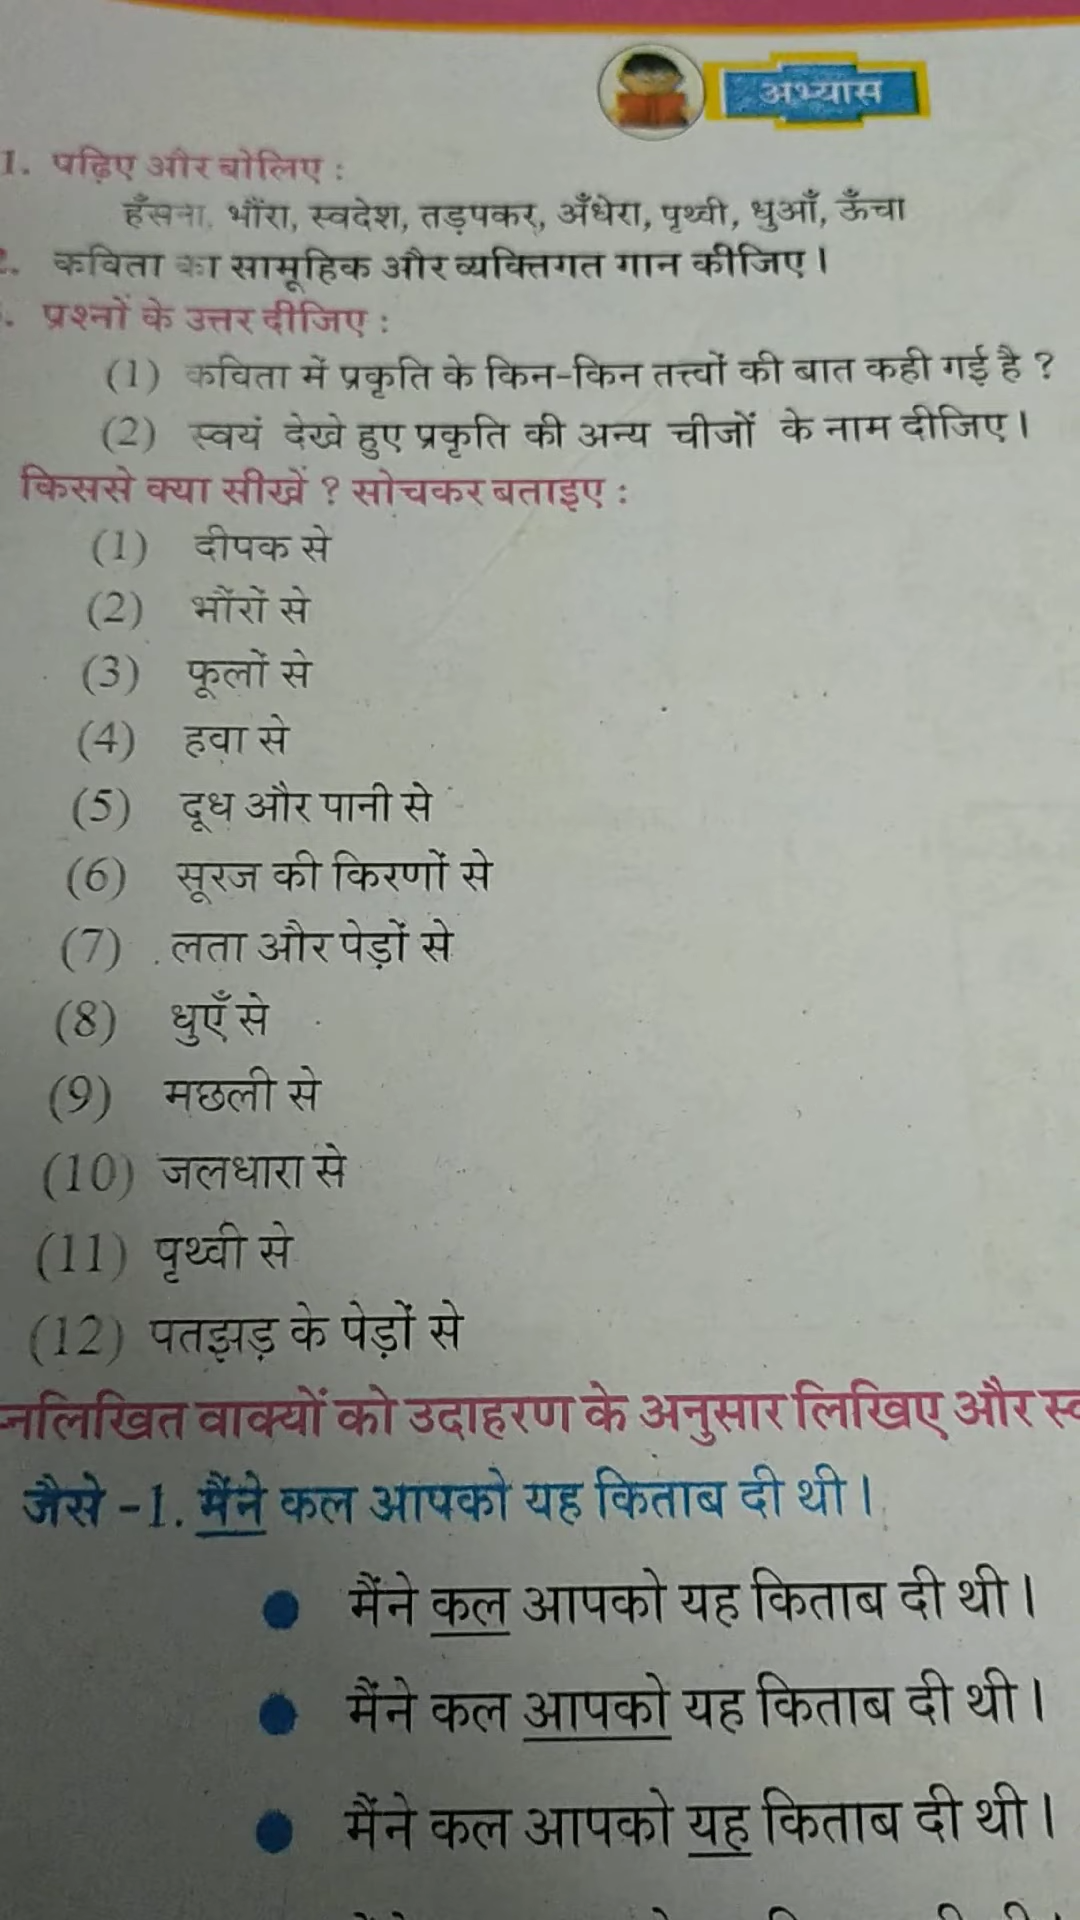 अभ्यास
1. पढ़िए और बोलिए :
हँसना, भौंरा, स्वदेश, तड़पकर, अँधेरा, पृथ्वी, धुआँ, ऊँचा
. कविता का सामूहिक और व्यक्तिगत गान कीजिए।
. प्रश्नों के उत्तर दीजिए :
(1) कविता में प्रकृति के किन-किन तत्त्वों की बात कही गई है ?
(2) स्वयं देखे हुए प्रकृति की अन्य चीजों के नाम दीजिए।
किससे क्या सीखें ? सोचकर बताइए :
(1) दीपक से
(2) भौंरों से
(3) फूलों से
(4) हवा से
(5) दूध और पानी से
(6) सूरज की किरणों से
(7) लता और पेड़ों से
(8) धुएँ से
(9) मछली से
(10) जलधारा से
(11) पृथ्वी से
(12) पतझड़ के पेड़ों से
नलिखित वाक्यों को उदाहरण के अनुसार लिखिए और
जैसे -1. मैंने कल आपको यह किताब दी थी।
● मैंने कल आपको यह किताब दी थी।
● मैंने कल आपको यह किताब दी थी।
● मैंने कल आपको यह किताब दी थी।